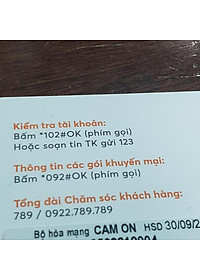 Kiểm tra tài khoản:
Bấm *102#OK (phím gọi)
Hoặc soạn tin TK gửi 123
Thông tin các gói khuyến mại:
Bấm *092#OK (phím gọi)
Tổng đài Chăm sóc khách hàng:
789 / 0922.789.789
Bộ hòa mạng CAM ON HSD 30/09/2